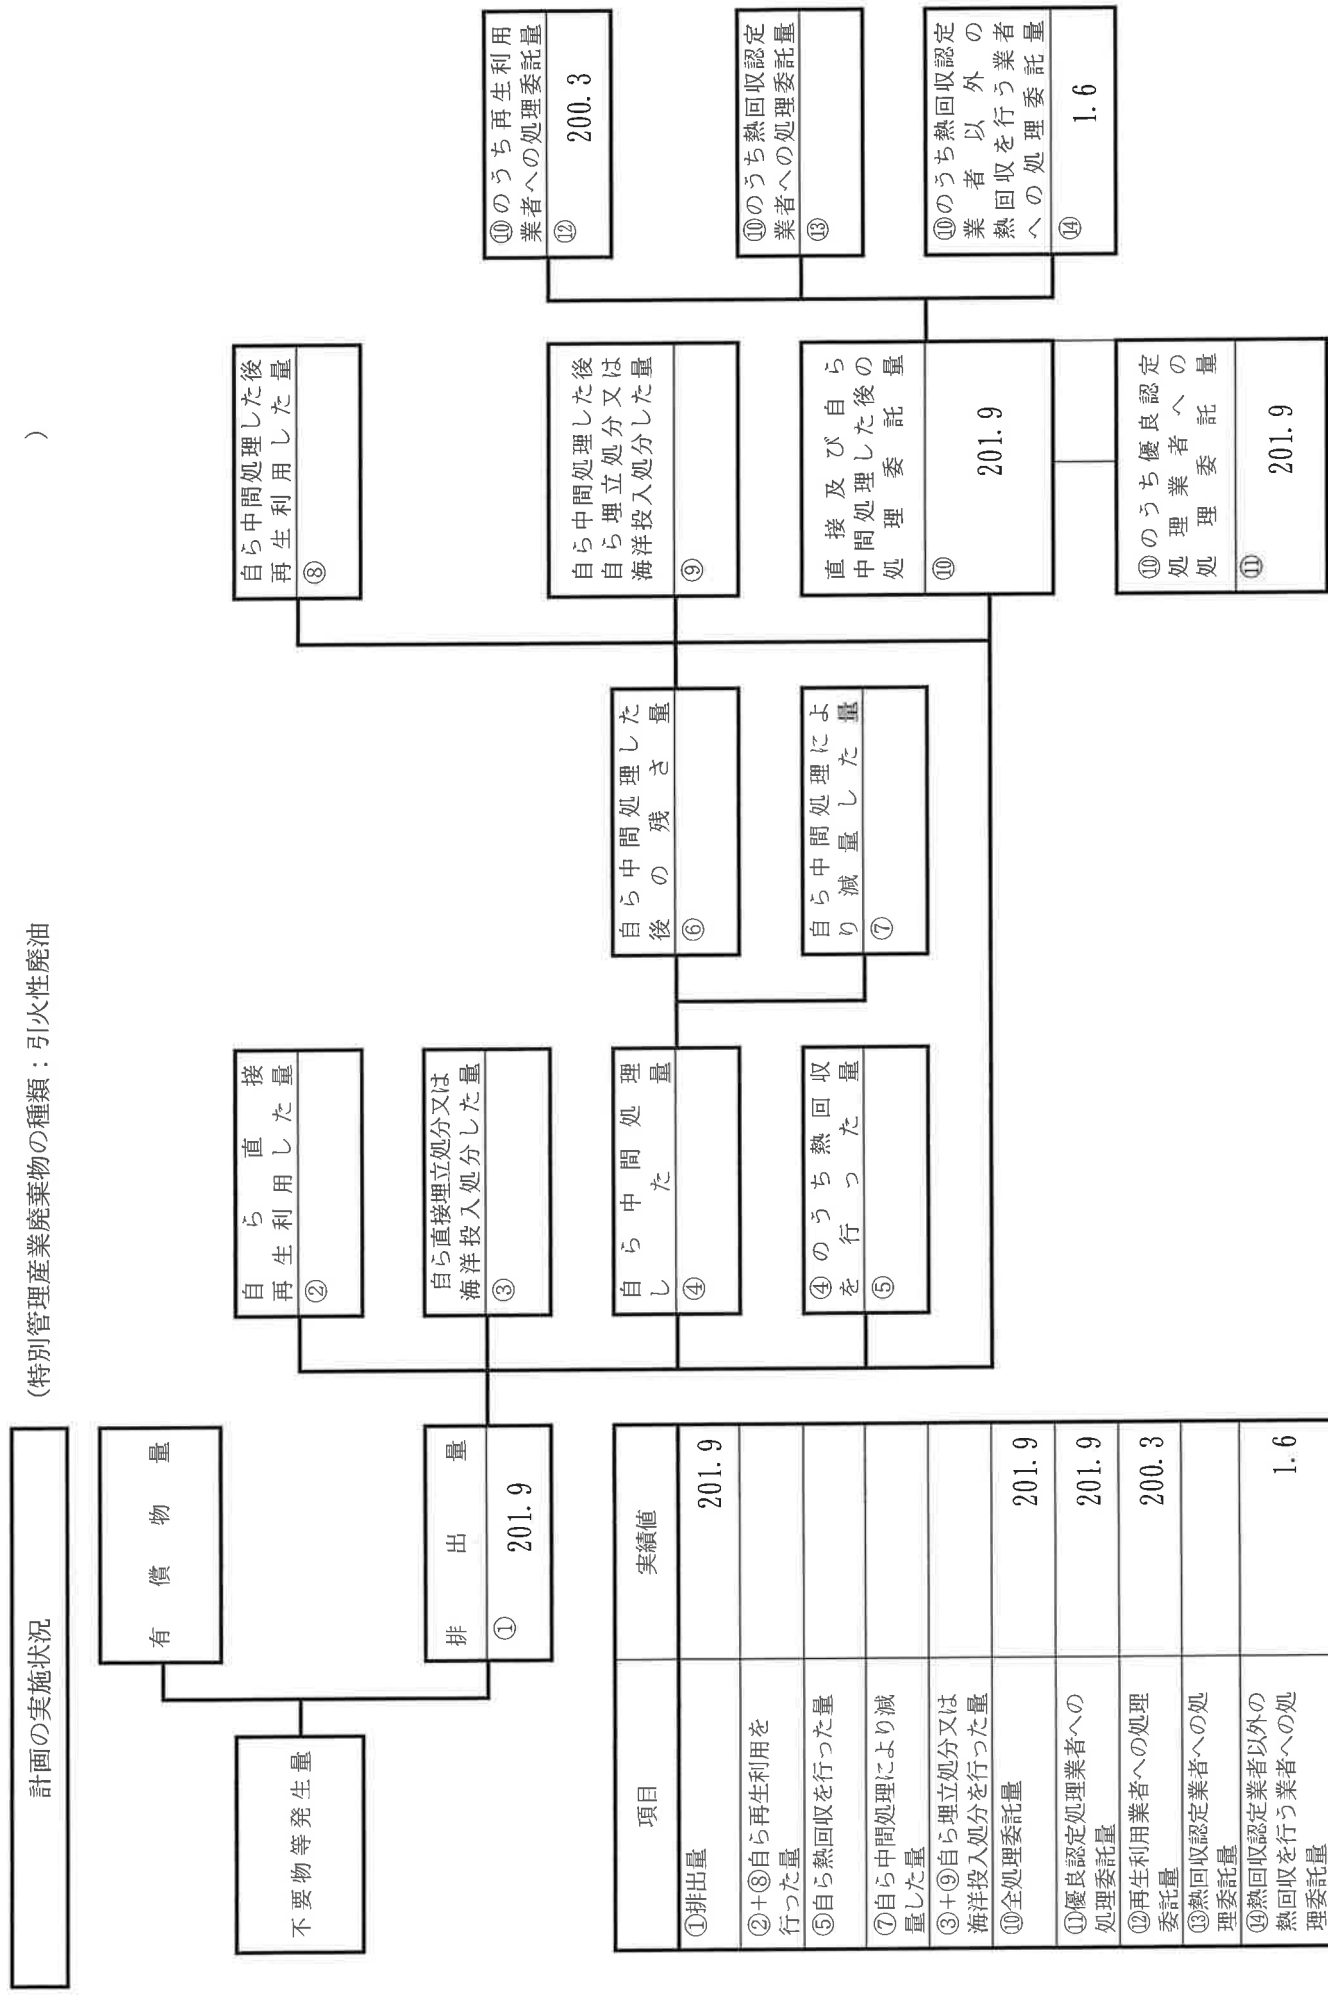 計画の実施状況
(特別管理産業廃棄物の種類：引火性廃油　　　　　)
不要物等発生量
有償物量
排出量
①
201.9
自ら直接
再生利用した量
②
自ら直接埋立処分又は
海洋投入処分した量
③
自ら中間処理
した量
④
④のうち熱回収
を行った量
⑤
自ら中間処理した
後の残さ量
⑥
自ら中間処理によ
り減量した量
⑦
自ら中間処理した後
再生利用した量
⑧
自ら中間処理した後
自ら埋立処分又は
海洋投入処分した量
⑨
直接及び自ら
中間処理した後の
処理委託量
⑩
201.9
⑩のうち優良認定
処理業者への
処理委託量
⑪
201.9
⑩のうち再生利用
業者への処理委託量
⑫
200.3
⑩のうち熱回収認定
業者への処理委託量
⑬
⑩のうち熱回収認定
業者以外の
熱回収を行う業者
への処理委託量
⑭
1.6
項目　実績値
①排出量　201.9
②+⑧自ら再生利用を
行った量
⑤自ら熱回収を行った量
⑦自ら中間処理により減
量した量
③+⑨自ら埋立処分又は
海洋投入処分を行った量
⑩全処理委託量　201.9
⑪優良認定処理業者への
処理委託量　201.9
⑫再生利用業者への処理
委託量　200.3
⑬熱回収認定業者への処
理委託量
⑭熱回収認定業者以外の
熱回収を行う業者への処
理委託量　1.6